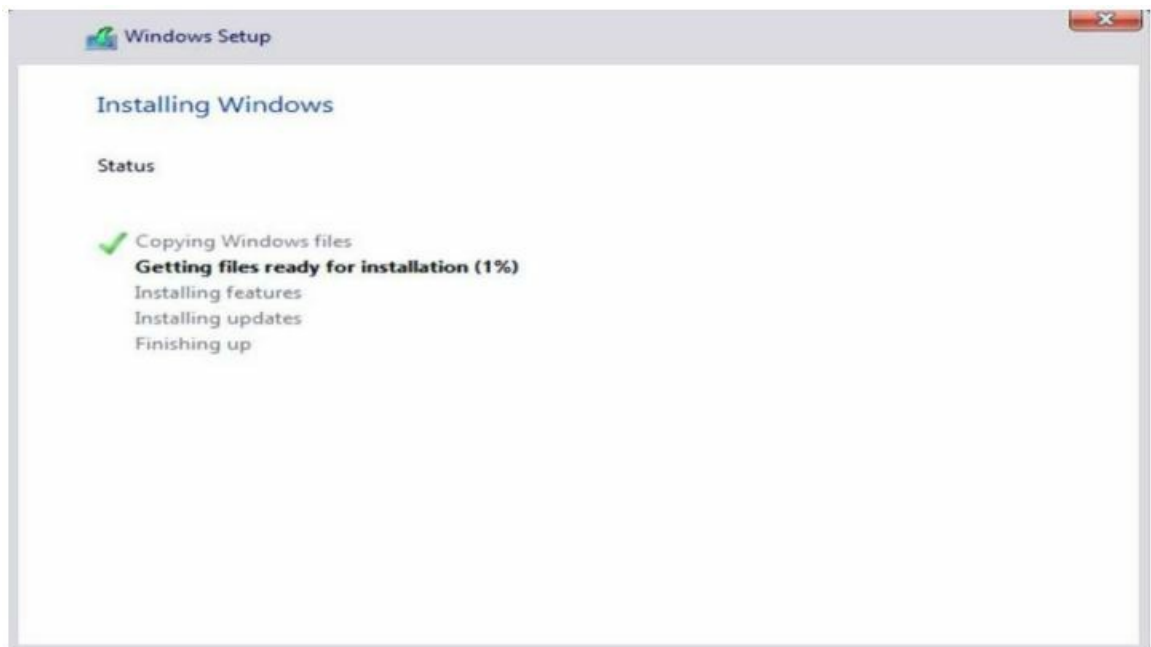 Windows Setup
Installing Windows
Status
Copying Windows files
Getting files ready for installation (1%)
Installing features
Installing updates
Finishing up